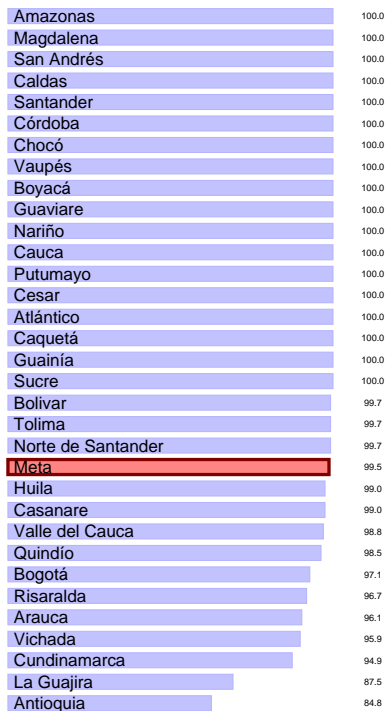 Amazonas 100.0
Magdalena 100.0
San Andrés 100.0
Caldas 100.0
Santander 100.0
Córdoba 100.0
Chocó 100.0
Vaupés 100.0
Boyacá 100.0
Guaviare 100.0
Nariño 100.0
Cauca 100.0
Putumayo 100.0
Cesar 100.0
Atlántico 100.0
Caquetá 100.0
Guainía 100.0
Sucre 100.0
Bolivar 99.7
Tolima 99.7
Norte de Santander 99.7
Meta 99.5
Huila 99.0
Casanare 99.0
Valle del Cauca 98.8
Quindío 98.5
Bogotá 97.1
Risaralda 96.7
Arauca 96.1
Vichada 95.9
Cundinamarca 94.9
La Guajira 87.5
Antioquia 84.8